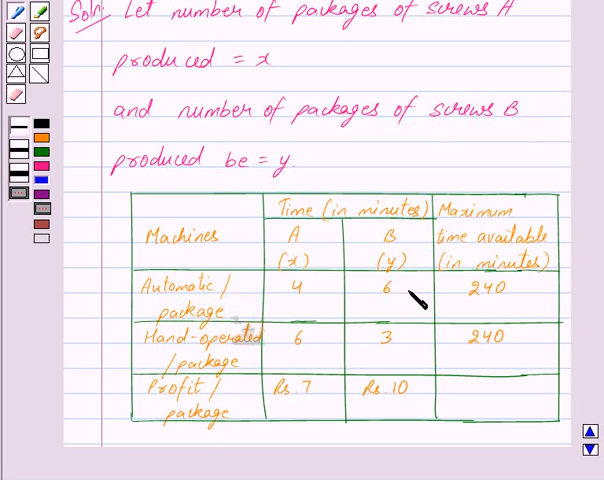 Soln: Let number of packages of screws A
produced = x
and number of packages of screws B
produced be = y.
Time (in minutes) Maximum
Machines A B time available
(x) (y) (in minutes)
Automatic / 4 6 240
package
Hand-operated 6 3 240
/package
Profit / Rs. 7 Rs. 10
package